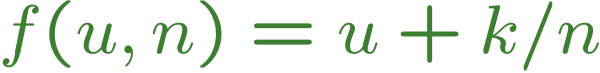 f(u, n) = u + k/n